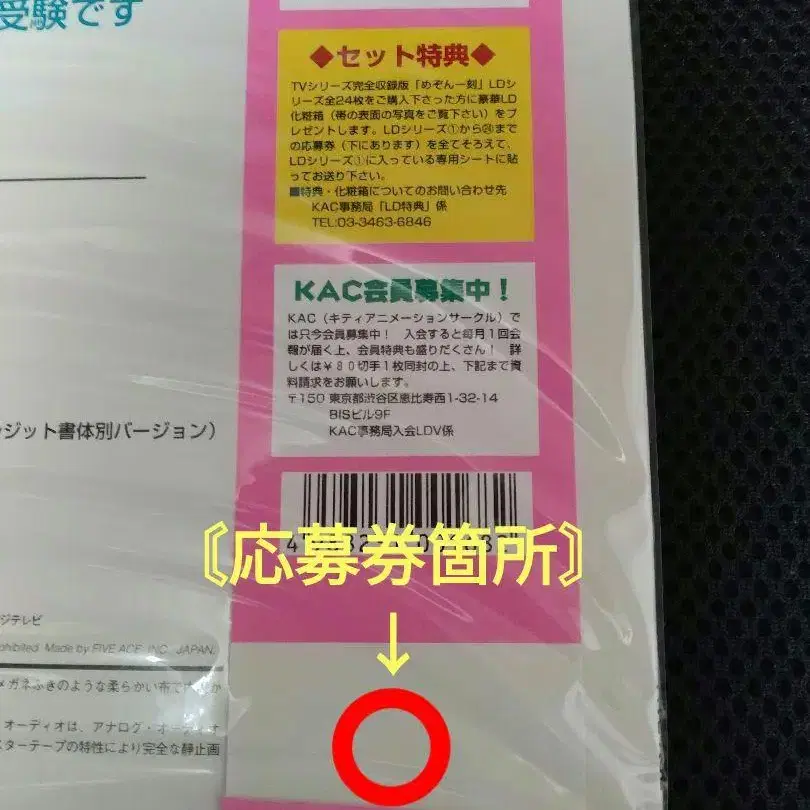 受験です
◆セット特典◆
TVシリーズ完全収録版「めぞん一刻」LDシ
リーズ全24枚をご購入下さった方に豪華LD
化粧箱（帯の表面の写真をご覧下さい）をプ
レゼントします。LDシリーズ①から㉔まで
の応募券（下にあります）を全てそろえて、
LDシリーズ①に入っている専用シートに貼
ってお送り下さい。
■特典・化粧箱についてのお問い合わせ先
KAC事務局「LD特典」係
TEL:03-3463-6846
KAC会員募集中！
KAC（キティアニメーションサークル）で
は只今会員募集中！ 入会すると毎月1回会
報が届く上、会員特典も盛りだくさん！ 詳
しくは￥80切手1枚同封の上、下記まで資
料請求をお願いします。
〒150 東京都渋谷区恵比寿西1-32-14
BISビル9F
KAC事務局入会LDV係
ジット書体別バージョン）
〘応募券箇所〙
↓
ジテレビ
ohibited. Made by FIVE ACE, INC. JAPAN.
メガネふきのような柔らかい布で
オーディオは、アナログ・オーディオ
スターテープの特性により完全な静止画